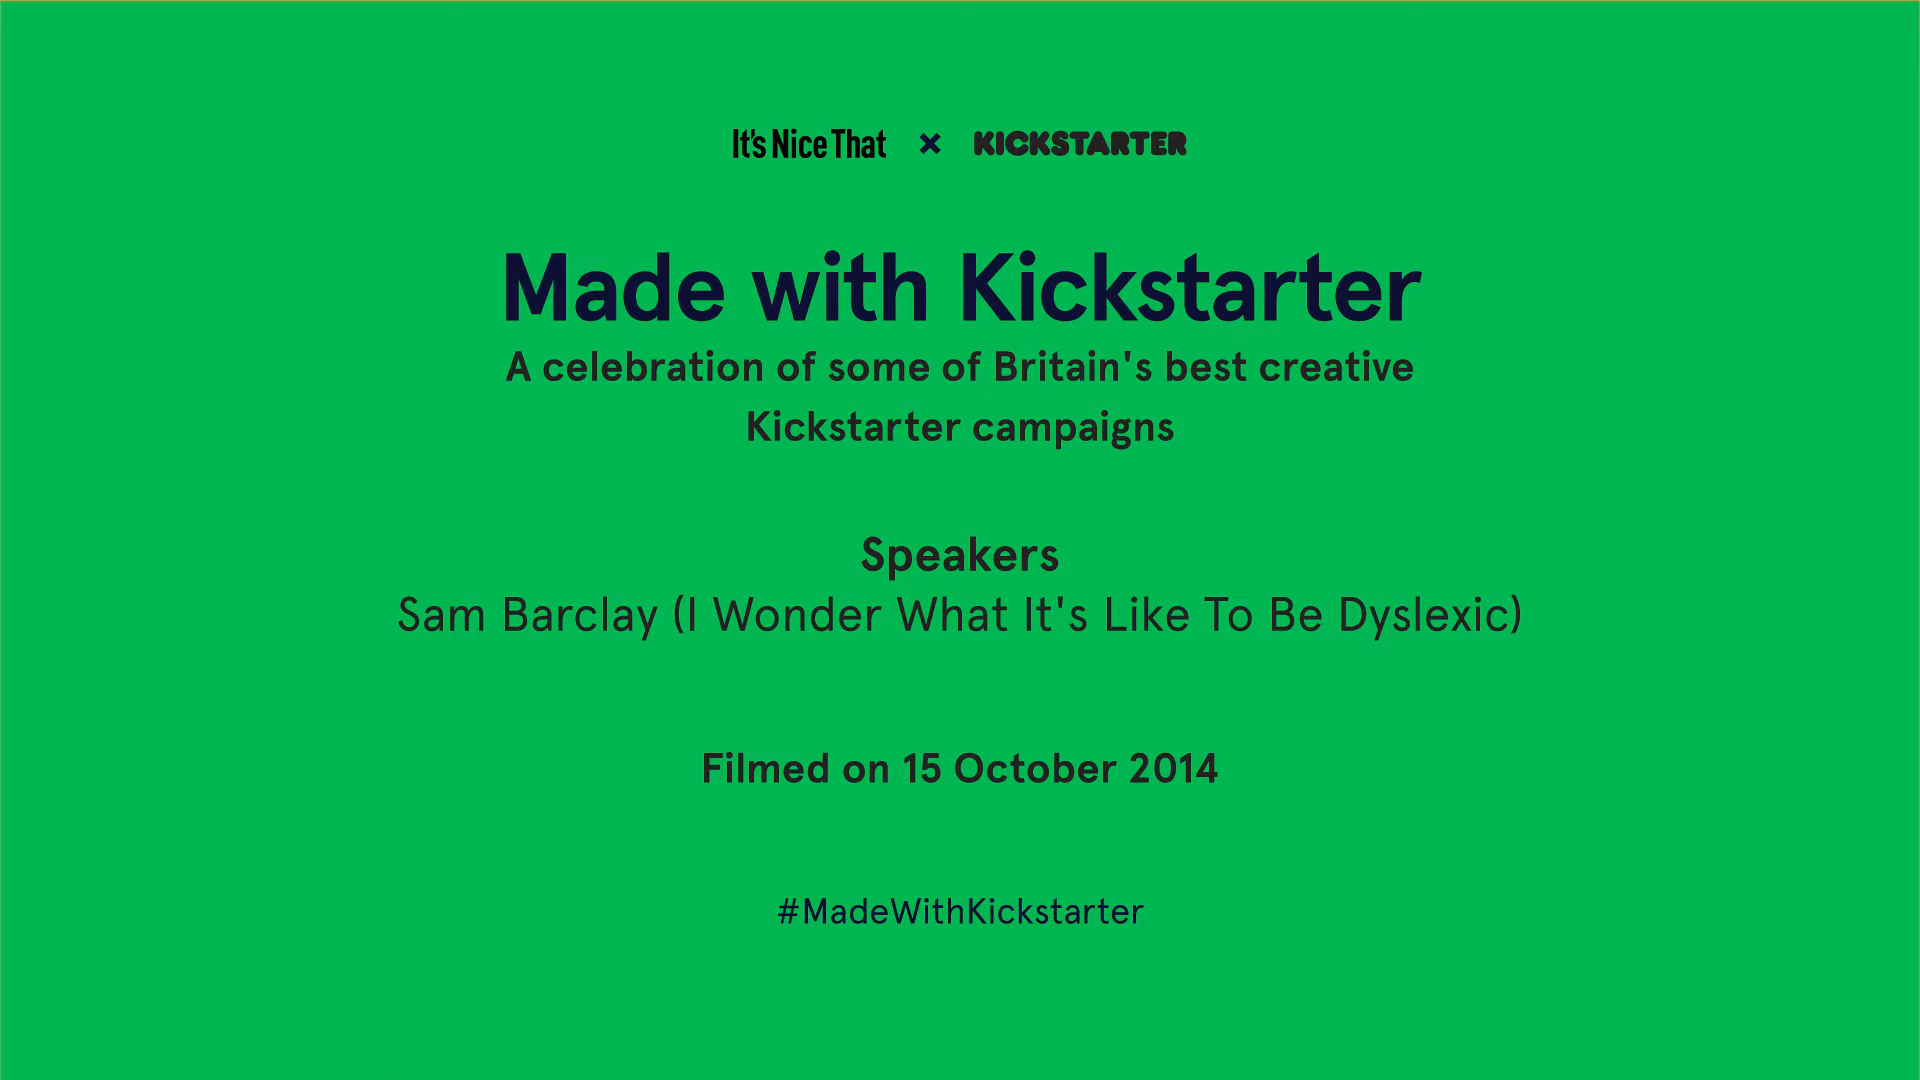 It's Nice That × KICKSTARTER
Made with Kickstarter
A celebration of some of Britain's best creative
Kickstarter campaigns
Speakers
Sam Barclay (I Wonder What It's Like To Be Dyslexic)
Filmed on 15 October 2014
#MadeWithKickstarter